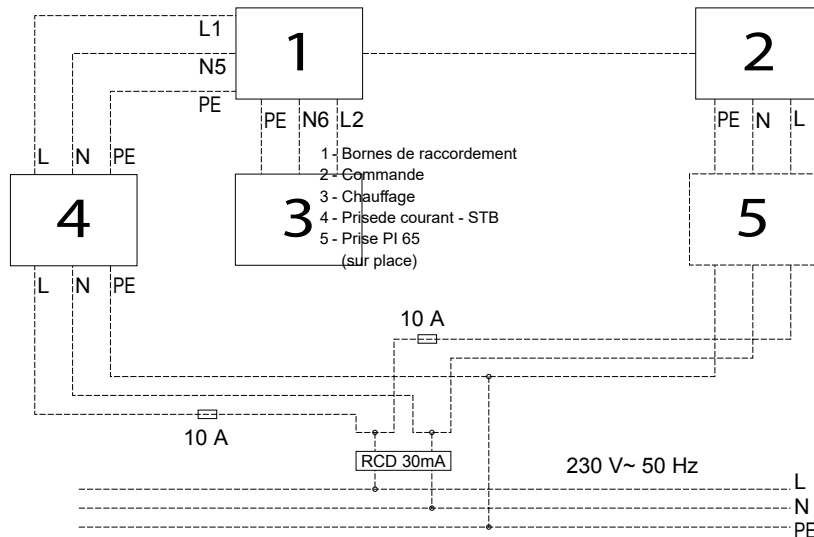 L1
1
2
N5
PE
PE N6 L2
PE N L
L N PE
1 - Bornes de raccordement
2 - Commande
3 - Chauffage
4 - Prisede courant - STB
5 - Prise PI 65
(sur place)
4
3
5
L N PE
10 A
10 A
RCD 30mA
230 V~ 50 Hz
L
N
PE